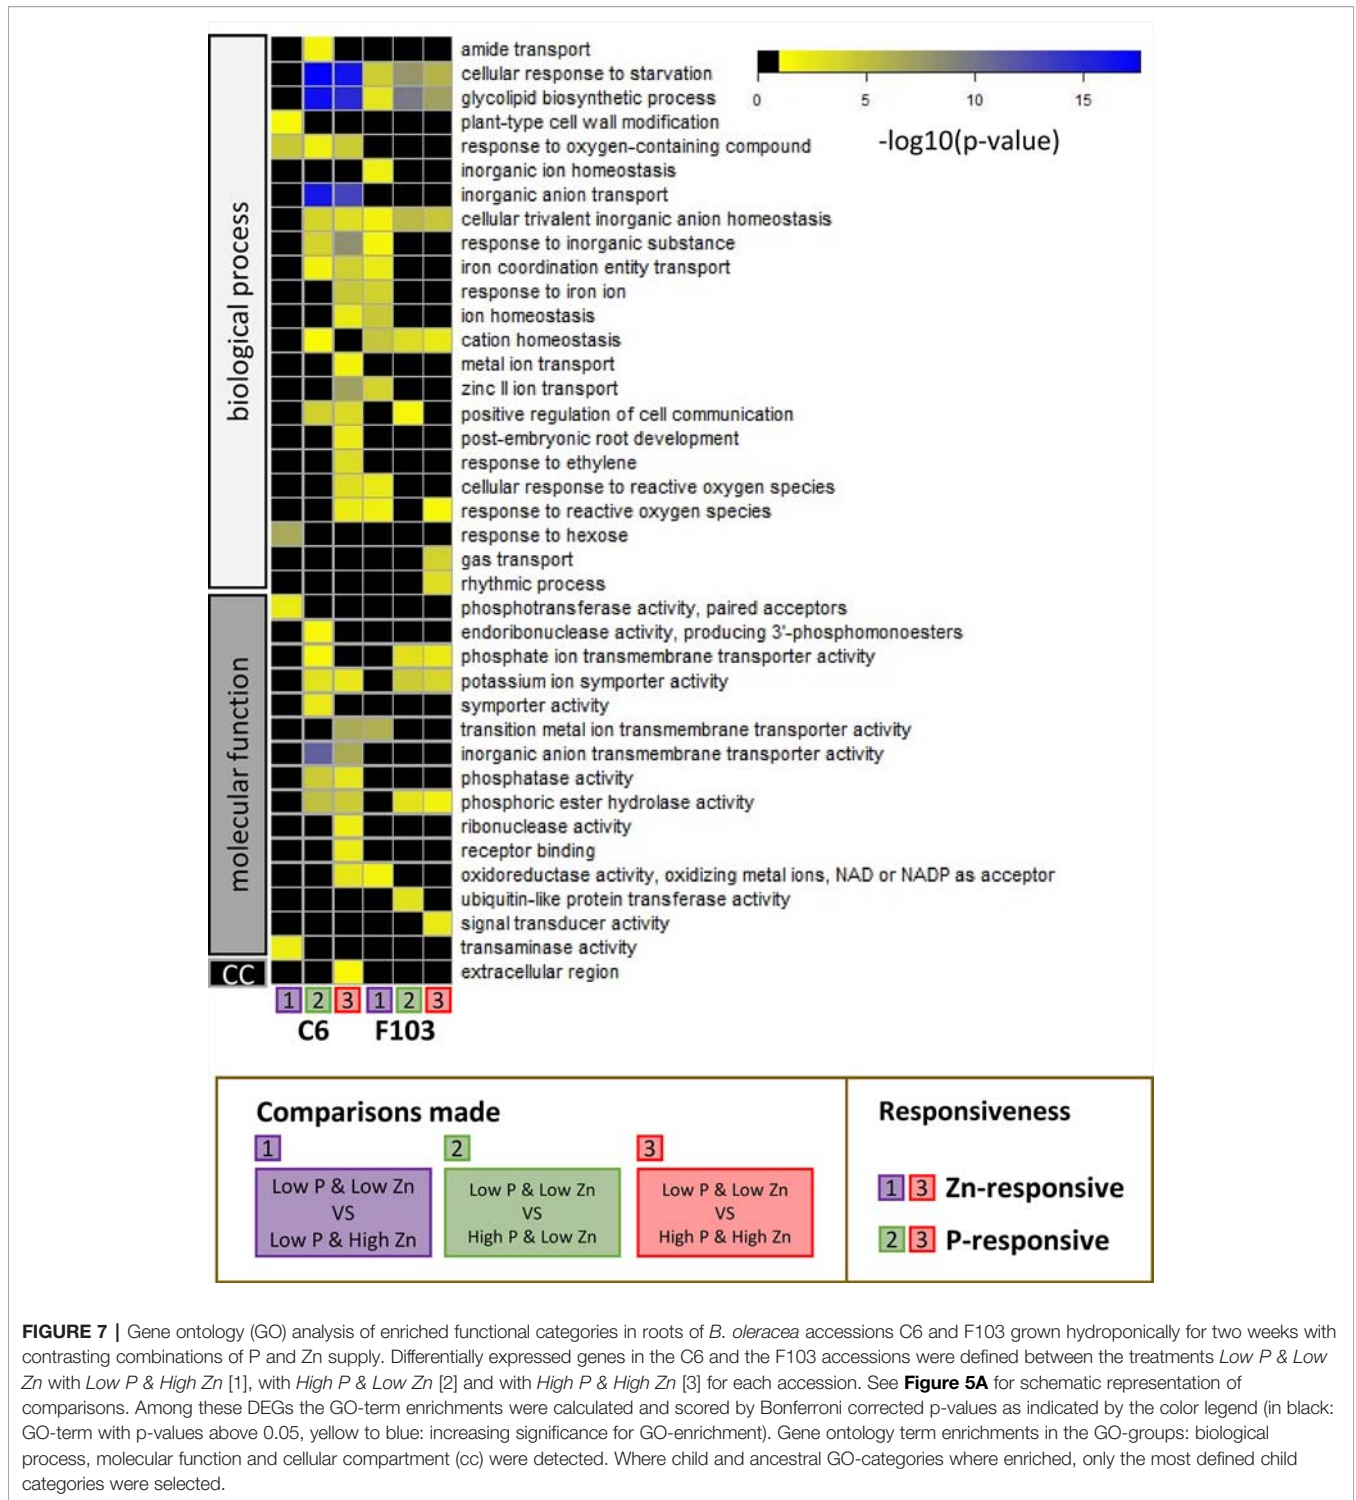 biological process
molecular function
CC
amide transport
cellular response to starvation
glycolipid biosynthetic process
plant-type cell wall modification
response to oxygen-containing compound
inorganic ion homeostasis
inorganic anion transport
cellular trivalent inorganic anion homeostasis
response to inorganic substance
iron coordination entity transport
response to iron ion
ion homeostasis
cation homeostasis
metal ion transport
zinc II ion transport
positive regulation of cell communication
post-embryonic root development
response to ethylene
cellular response to reactive oxygen species
response to reactive oxygen species
response to hexose
gas transport
rhythmic process
phosphotransferase activity, paired acceptors
endoribonuclease activity, producing 3'-phosphomonoesters
phosphate ion transmembrane transporter activity
potassium ion symporter activity
symporter activity
transition metal ion transmembrane transporter activity
inorganic anion transmembrane transporter activity
phosphatase activity
phosphoric ester hydrolase activity
ribonuclease activity
receptor binding
oxidoreductase activity, oxidizing metal ions, NAD or NADP as acceptor
ubiquitin-like protein transferase activity
signal transducer activity
transaminase activity
extracellular region
0 5 10 15
-log10(p-value)
1 2 3 1 2 3
C6 F103
Comparisons made
1
Low P & Low Zn
VS
Low P & High Zn
2
Low P & Low Zn
VS
High P & Low Zn
3
Low P & Low Zn
VS
High P & High Zn
Responsiveness
1 3 Zn-responsive
2 3 P-responsive
FIGURE 7 | Gene ontology (GO) analysis of enriched functional categories in roots of B. oleracea accessions C6 and F103 grown hydroponically for two weeks with
contrasting combinations of P and Zn supply. Differentially expressed genes in the C6 and the F103 accessions were defined between the treatments Low P & Low
Zn with Low P & High Zn [1], with High P & Low Zn [2] and with High P & High Zn [3] for each accession. See Figure 5A for schematic representation of
comparisons. Among these DEGs the GO-term enrichments were calculated and scored by Bonferroni corrected p-values as indicated by the color legend (in black:
GO-term with p-values above 0.05, yellow to blue: increasing significance for GO-enrichment). Gene ontology term enrichments in the GO-groups: biological
process, molecular function and cellular compartment (cc) were detected. Where child and ancestral GO-categories where enriched, only the most defined child
categories were selected.